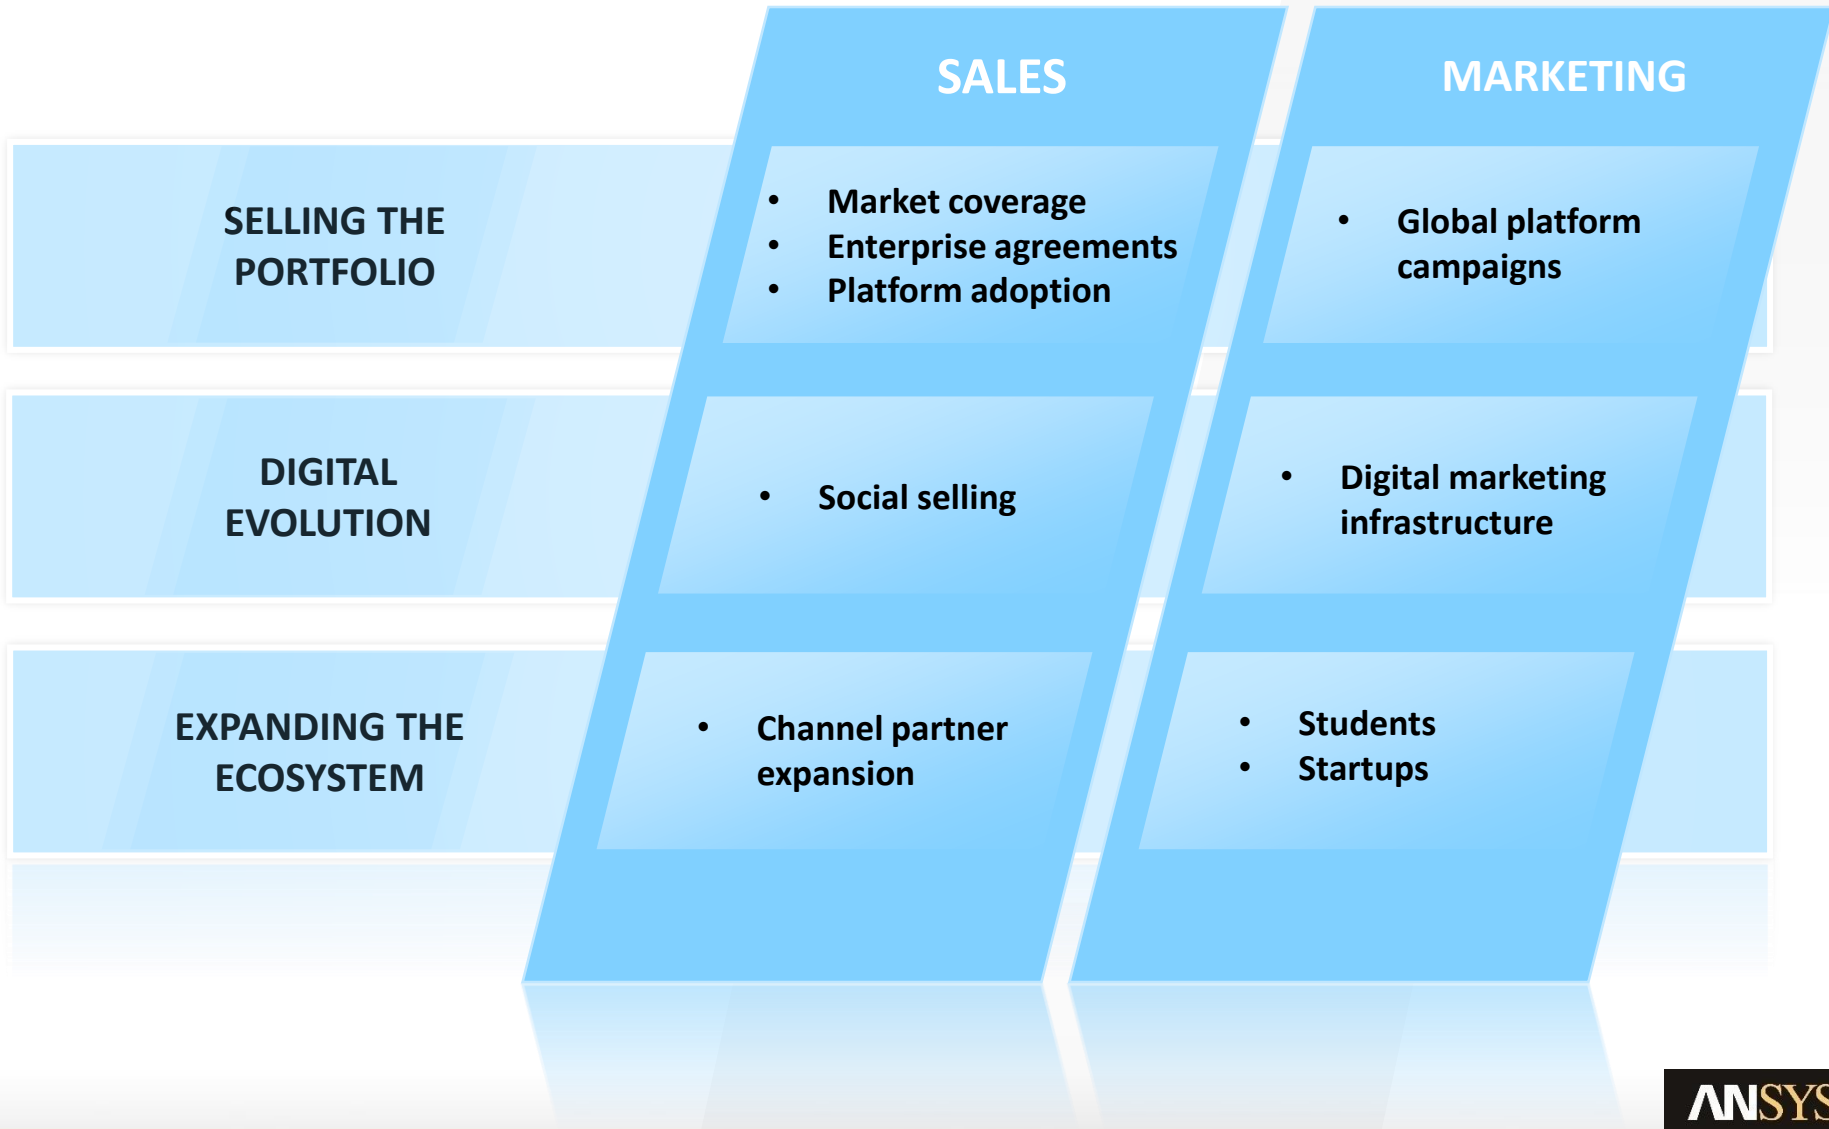 SALES
MARKETING
SELLING THE
PORTFOLIO
• Market coverage
• Enterprise agreements
• Platform adoption
• Global platform
campaigns
DIGITAL
EVOLUTION
• Social selling
• Digital marketing
infrastructure
EXPANDING THE
ECOSYSTEM
• Channel partner
expansion
• Students
• Startups
ANSYS